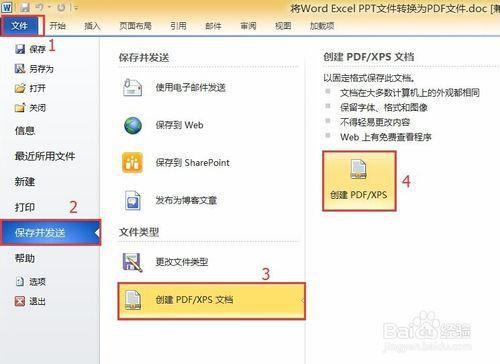 将Word Excel PPT文件转换为PDF文件.doc [兼
文件
开始
插入
页面布局
引用
邮件
审阅
视图
加载项
1
保存
另存为
打开
关闭
信息
最近所用文件
新建
打印
2
保存并发送
帮助
选项
退出
保存并发送
使用电子邮件发送
保存到 Web
保存到 SharePoint
发布为博客文章
文件类型
更改文件类型
3
创建 PDF/XPS 文档
创建 PDF/XPS 文档
以固定格式保存此文档。
文档在大多数计算机上的外观都相同
保留字体、格式和图像
不得轻易更改内容
Web 上有免费查看程序
创建 PDF/XPS
4
Bai 百度经验
jingyan.baidu.com